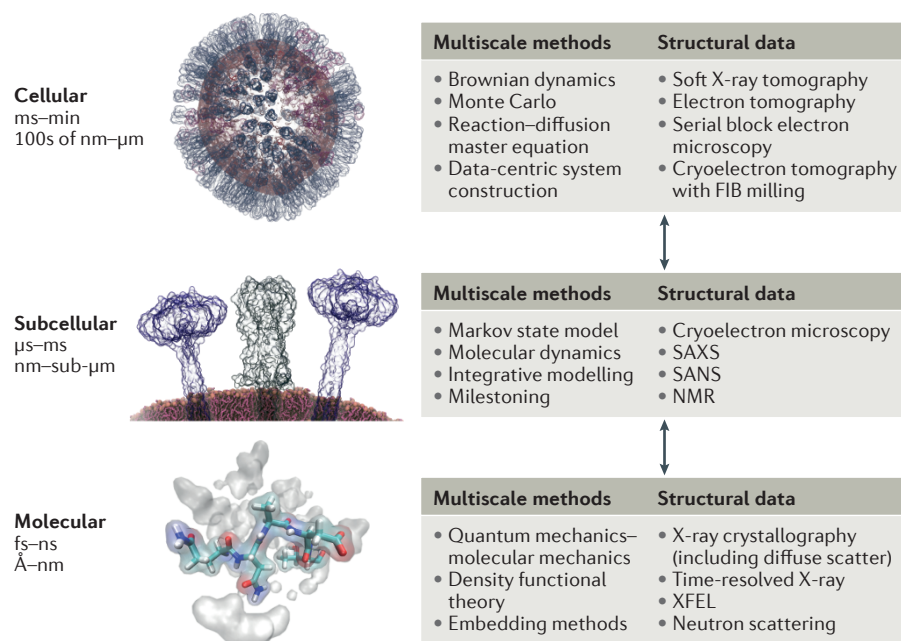 Cellular
ms–min
100s of nm–μm
Multiscale methods
• Brownian dynamics
• Monte Carlo
• Reaction–diffusion
master equation
• Data-centric system
construction
Structural data
• Soft X-ray tomography
• Electron tomography
• Serial block electron
microscopy
• Cryoelectron tomography
with FIB milling
Subcellular
μs–ms
nm–sub-μm
Multiscale methods
• Markov state model
• Molecular dynamics
• Integrative modelling
• Milestoning
Structural data
• Cryoelectron microscopy
• SAXS
• SANS
• NMR
Molecular
fs–ns
Å–nm
Multiscale methods
• Quantum mechanics–
molecular mechanics
• Density functional
theory
• Embedding methods
Structural data
• X-ray crystallography
(including diffuse scatter)
• Time-resolved X-ray
• XFEL
• Neutron scattering